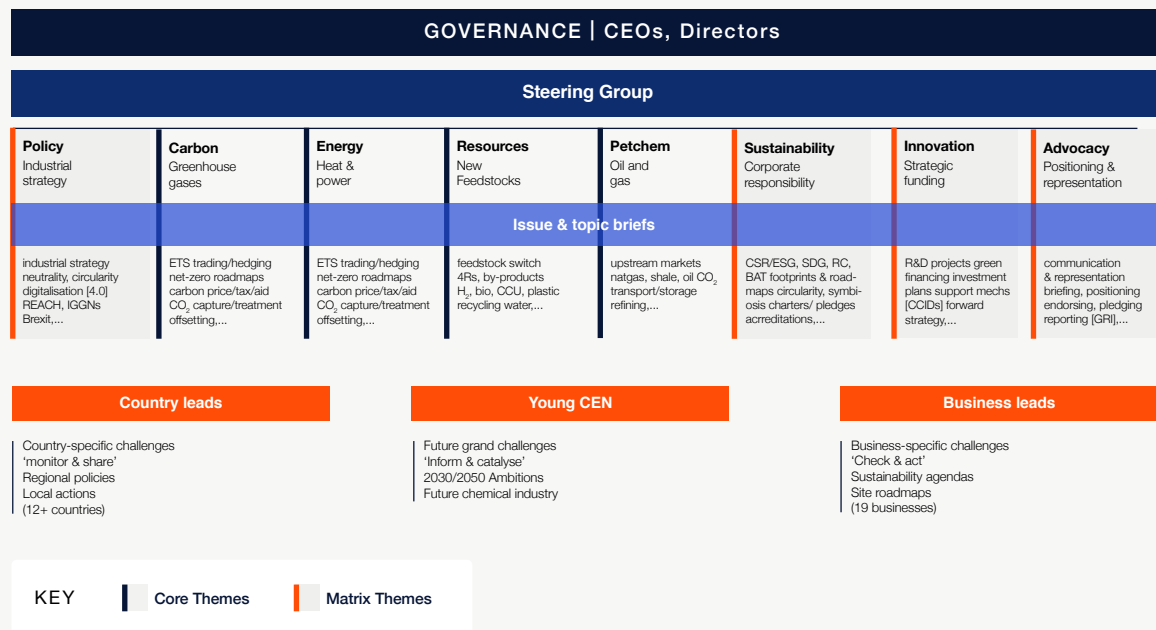 GOVERNANCE | CEOs, Directors
Steering Group
Policy
Industrial
strategy
Carbon
Greenhouse
gases
Energy
Heat &
power
Resources
New
Feedstocks
Petchem
Oil and
gas
Sustainability
Corporate
responsibility
Innovation
Strategic
funding
Advocacy
Positioning &
representation
Issue & topic briefs
industrial strategy
neutrality, circularity
digitalisation [4.0]
REACH, IGGNs
Brexit,...
ETS trading/hedging
net-zero roadmaps
carbon price/tax/aid
CO2 capture/treatment
offsetting,...
ETS trading/hedging
net-zero roadmaps
carbon price/tax/aid
CO2 capture/treatment
offsetting,...
feedstock switch
4Rs, by-products
H2, bio, CCU, plastic
recycling water,...
upstream markets
natgas, shale, oil CO2
transport/storage
refining,...
CSR/ESG, SDG, RC,
BAT footprints & road-
maps circularity, symbi-
osis charters/ pledges
acrreditations,...
R&D projects green
financing investment
plans support mechs
[CCIDs] forward
strategy,...
communication
& representation
briefing, positioning
endorsing, pledging
reporting [GRI],...
Country leads
Country-specific challenges
‘monitor & share’
Regional policies
Local actions
(12+ countries)
Young CEN
Future grand challenges
‘Inform & catalyse’
2030/2050 Ambitions
Future chemical industry
Business leads
Business-specific challenges
‘Check & act’
Sustainability agendas
Site roadmaps
(19 businesses)
KEY
Core Themes
Matrix Themes